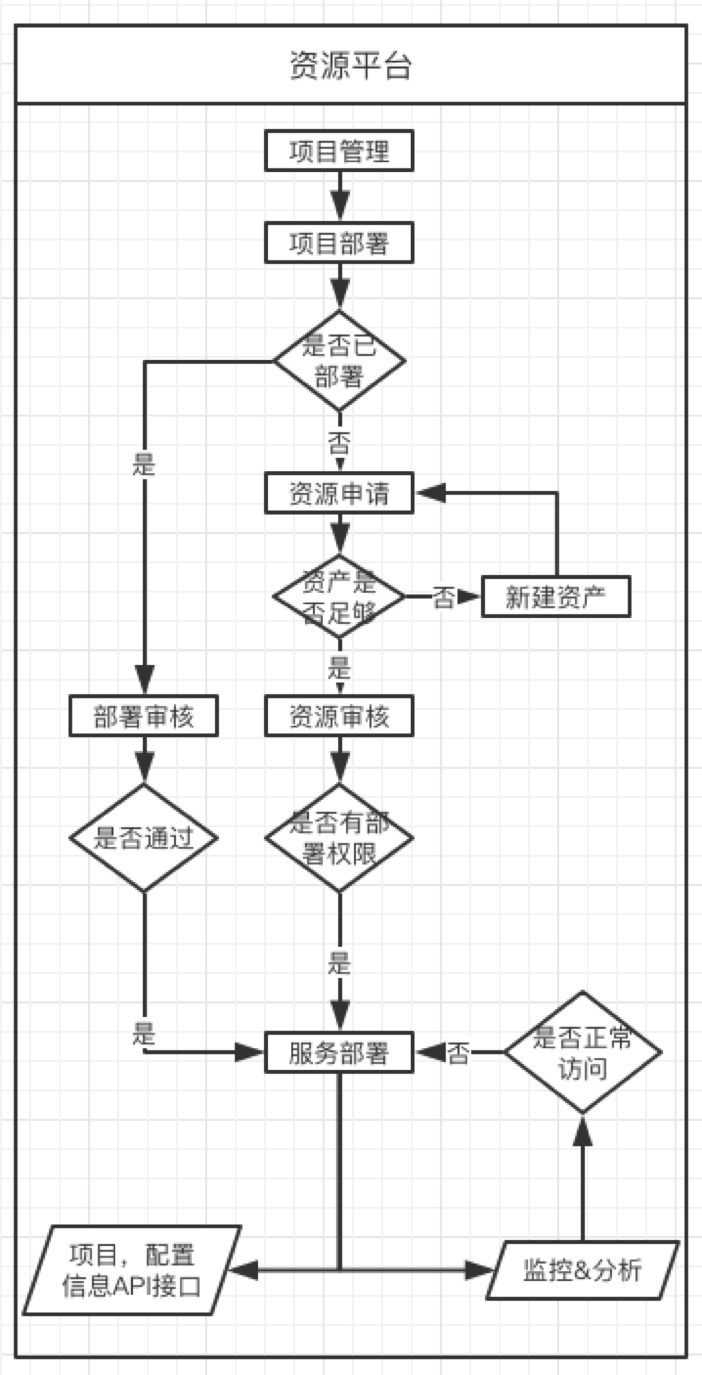 资源平台
项目管理
项目部署
是否已
部署
是
否
资源申请
资产是
否足够
否
新建资产
是
部署审核
资源审核
是否通过
是否有部
署权限
是
是
服务部署
否
是否正常
访问
项目，配置
信息API接口
监控&分析